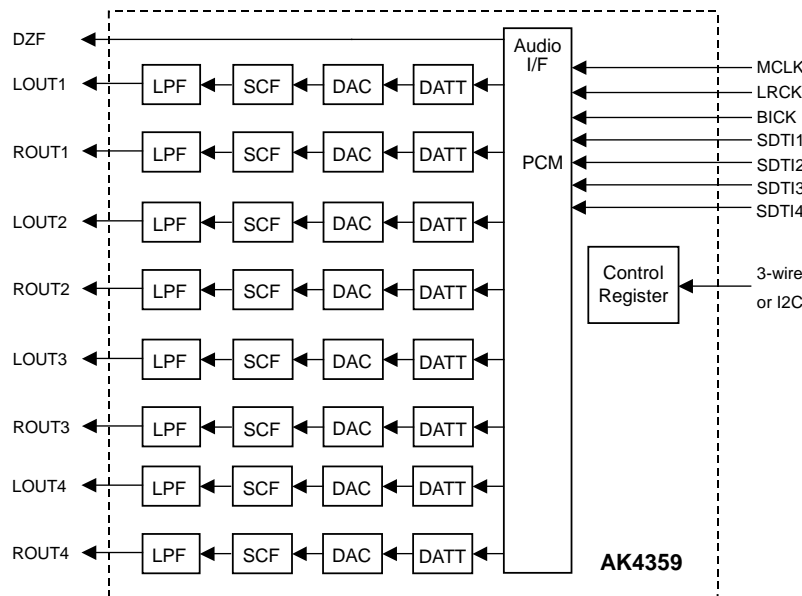 DZF
Audio
I/F
MCLK
LOUT1 LPF SCF DAC DATT
LRCK
BICK
SDTI1
ROUT1 LPF SCF DAC DATT PCM SDTI2
SDTI3
SDTI4
LOUT2 LPF SCF DAC DATT
Control
Register
3-wire
or I2C
ROUT2 LPF SCF DAC DATT
LOUT3 LPF SCF DAC DATT
ROUT3 LPF SCF DAC DATT
LOUT4 LPF SCF DAC DATT
ROUT4 LPF SCF DAC DATT
AK4359